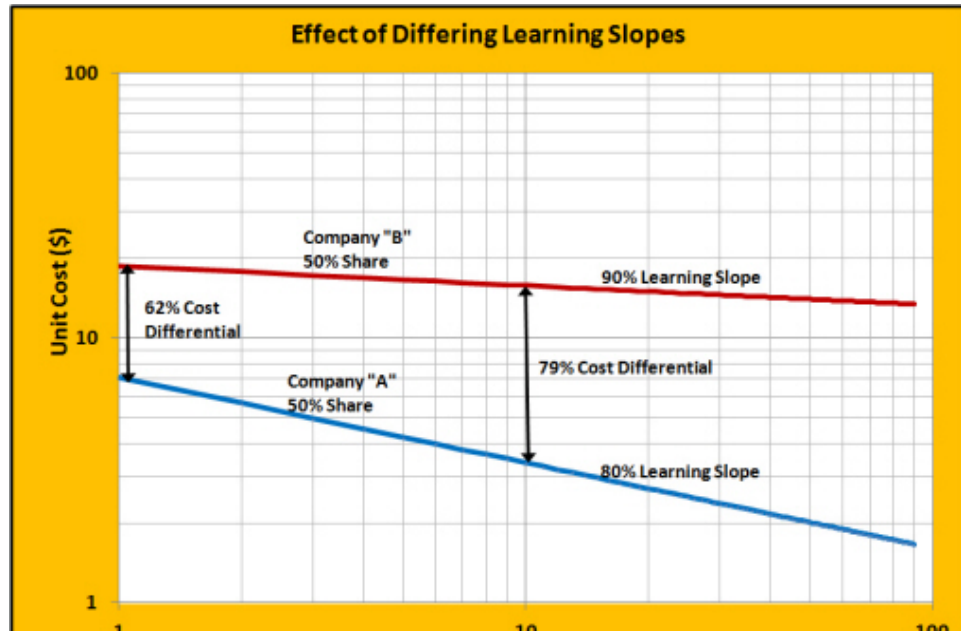 Effect of Differing Learning Slopes
100
Unit Cost ($)
Company "B"
50% Share
90% Learning Slope
62% Cost
Differential
10
79% Cost Differential
Company "A"
50% Share
80% Learning Slope
1
1
10
100